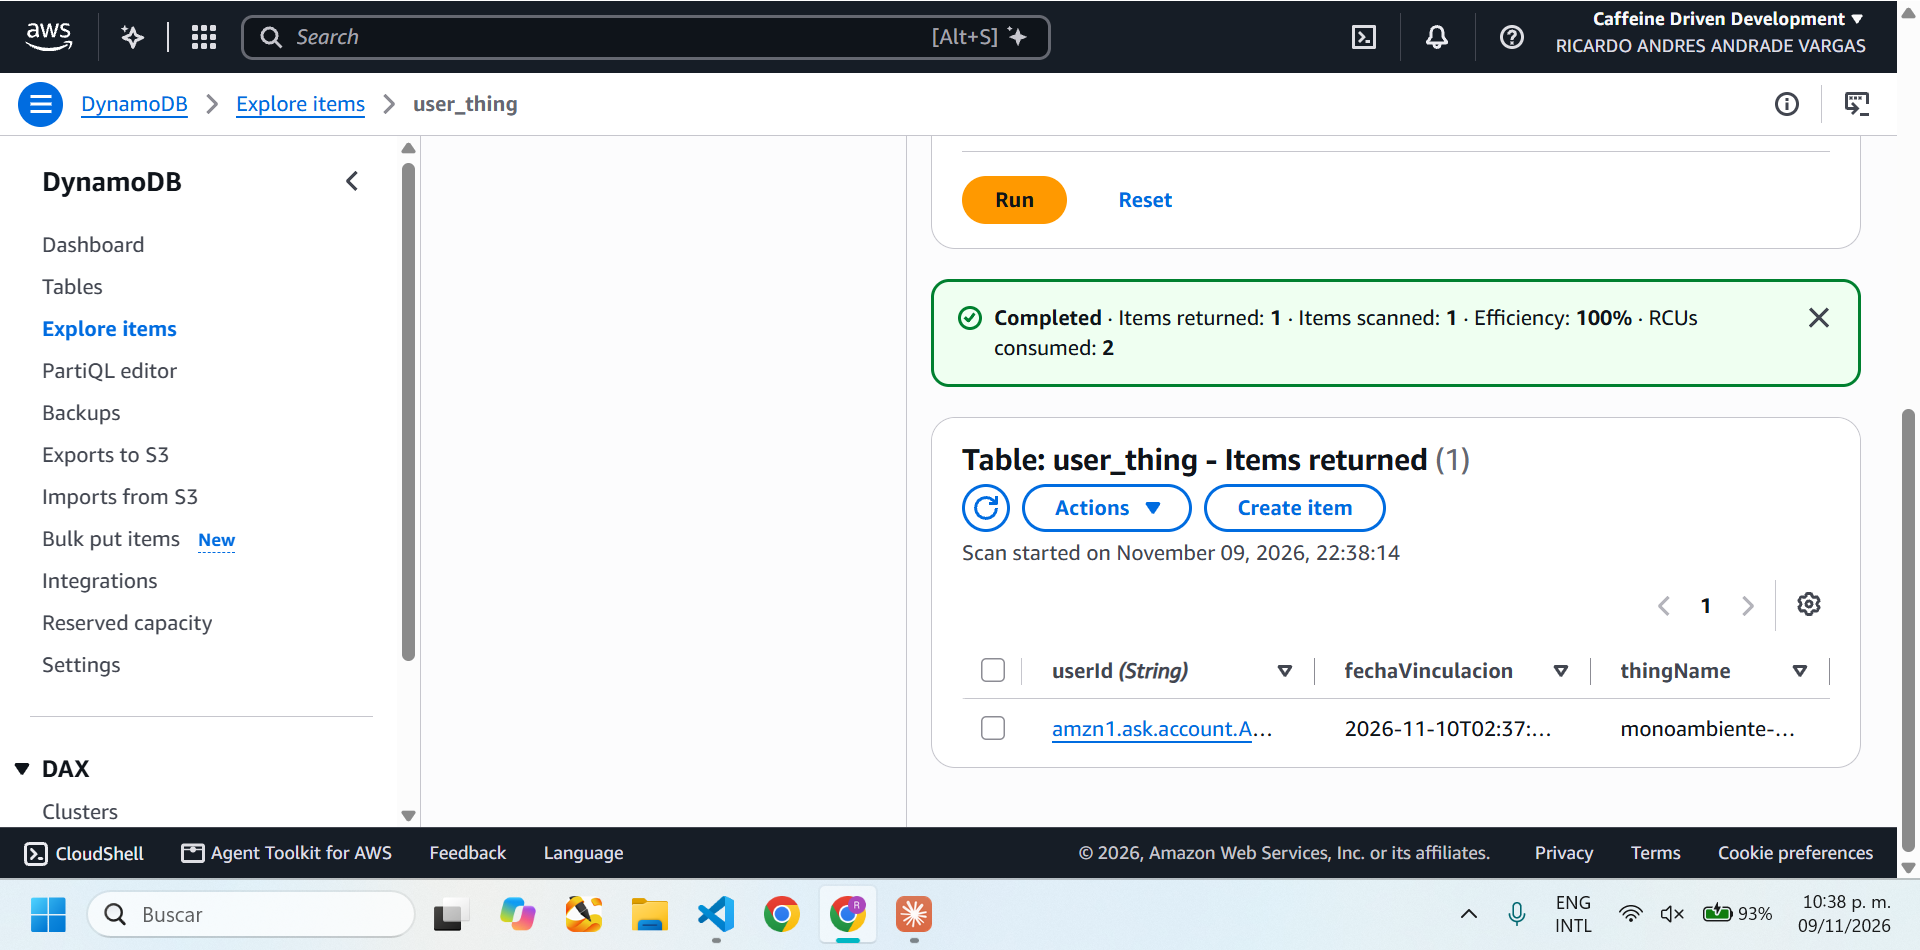 aws
Search [Alt+S]
Caffeine Driven Development
RICARDO ANDRES ANDRADE VARGAS
DynamoDB Explore items user_thing
DynamoDB
Dashboard
Tables
Explore items
PartiQL editor
Backups
Exports to S3
Imports from S3
Bulk put items New
Integrations
Reserved capacity
Settings
DAX
Clusters
Run Reset
Completed · Items returned: 1 · Items scanned: 1 · Efficiency: 100% · RCUs
consumed: 2
Table: user_thing - Items returned (1)
Actions Create item
Scan started on November 09, 2026, 22:38:14
1
userId (String) fechaVinculacion thingName
amzn1.ask.account.A... 2026-11-10T02:37:... monoambiente-...
CloudShell Agent Toolkit for AWS Feedback Language © 2026, Amazon Web Services, Inc. or its affiliates. Privacy Terms Cookie preferences
Buscar
R
ENG
INTL
93%
10:38 p. m.
09/11/2026